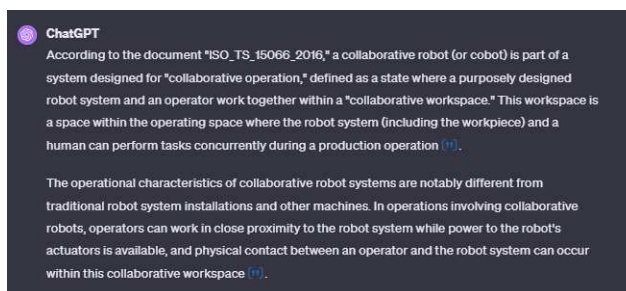 ChatGPT
According to the document "ISO_TS_15066_2016," a collaborative robot (or cobot) is part of a
system designed for "collaborative operation," defined as a state where a purposely designed
robot system and an operator work together within a "collaborative workspace." This workspace is
a space within the operating space where the robot system (including the workpiece) and a
human can perform tasks concurrently during a production operation ["].
The operational characteristics of collaborative robot systems are notably different from
traditional robot system installations and other machines. In operations involving collaborative
robots, operators can work in close proximity to the robot system while power to the robot's
actuators is available, and physical contact between an operator and the robot system can occur
within this collaborative workspace ["].